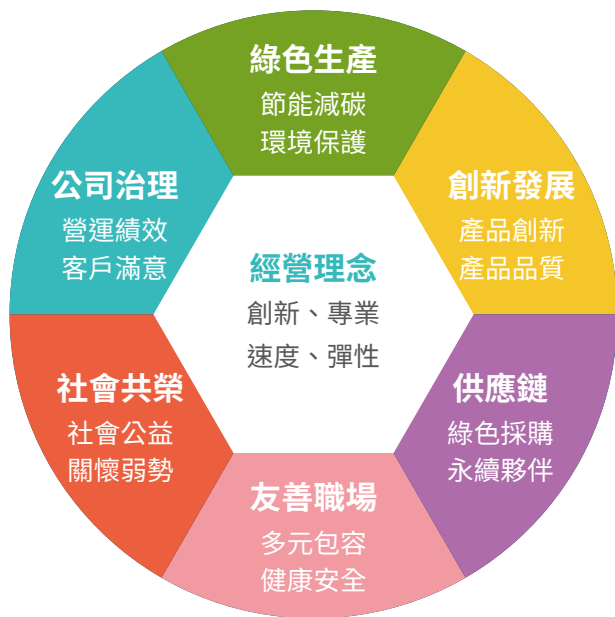 綠色生產
節能減碳
環境保護
創新發展
產品創新
產品品質
供應鏈
綠色採購
永續夥伴
友善職場
多元包容
健康安全
社會共榮
社會公益
關懷弱勢
公司治理
營運績效
客戶滿意
經營理念
創新、專業
速度、彈性